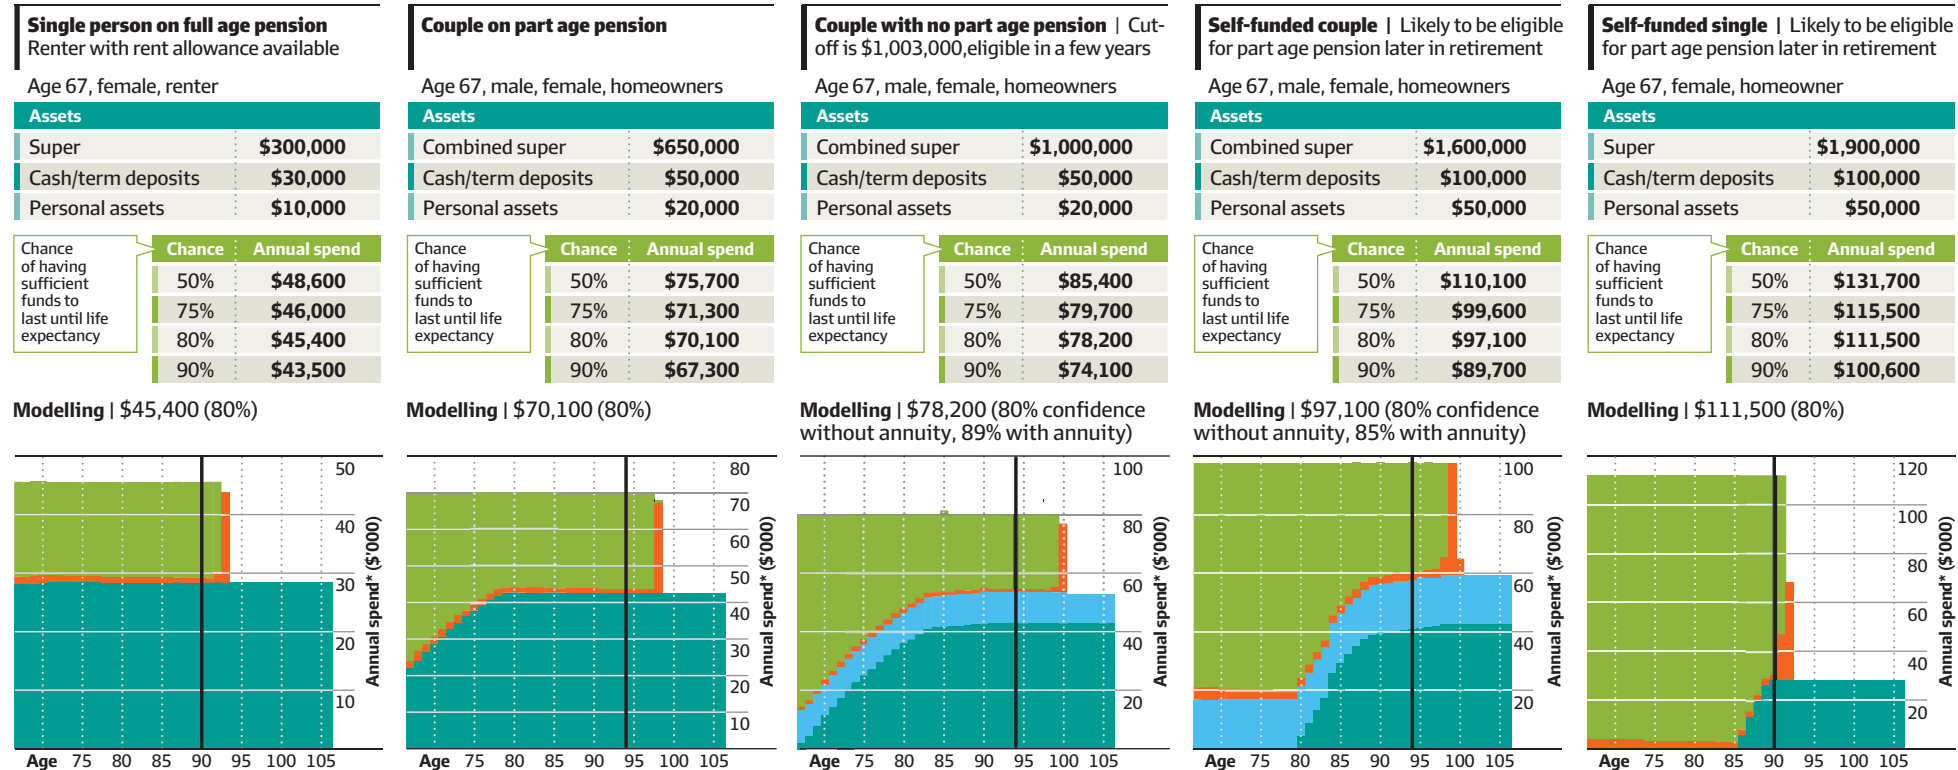 Single person on full age pension
Renter with rent allowance available
Age 67, female, renter
Assets
Super $300,000
Cash/term deposits $30,000
Personal assets $10,000
Chance
of having
sufficient
funds to
last until life
expectancy
Chance Annual spend
50% $48,600
75% $46,000
80% $45,400
90% $43,500
Modelling | $45,400 (80%)
50
40
30
20
10
Annual spend* ($'000)
Age 75 80 85 90 95 100 105
Couple on part age pension
Age 67, male, female, homeowners
Assets
Combined super $650,000
Cash/term deposits $50,000
Personal assets $20,000
Chance
of having
sufficient
funds to
last until life
expectancy
Chance Annual spend
50% $75,700
75% $71,300
80% $70,100
90% $67,300
Modelling | $70,100 (80%)
80
70
60
50
40
30
20
10
Annual spend* ($'000)
Age 75 80 85 90 95 100 105
Couple with no part age pension | Cut-
off is $1,003,000,eligible in a few years
Age 67, male, female, homeowners
Assets
Combined super $1,000,000
Cash/term deposits $50,000
Personal assets $20,000
Chance
of having
sufficient
funds to
last until life
expectancy
Chance Annual spend
50% $85,400
75% $79,700
80% $78,200
90% $74,100
Modelling | $78,200 (80% confidence
without annuity, 89% with annuity)
100
80
60
40
20
Annual spend* ($'000)
Age 75 80 85 90 95 100 105
Self-funded couple | Likely to be eligible
for part age pension later in retirement
Age 67, male, female, homeowners
Assets
Combined super $1,600,000
Cash/term deposits $100,000
Personal assets $50,000
Chance
of having
sufficient
funds to
last until life
expectancy
Chance Annual spend
50% $110,100
75% $99,600
80% $97,100
90% $89,700
Modelling | $97,100 (80% confidence
without annuity, 85% with annuity)
100
80
60
40
20
Annual spend* ($'000)
Age 75 80 85 90 95 100 105
Self-funded single | Likely to be eligible
for part age pension later in retirement
Age 67, female, homeowner
Assets
Super $1,900,000
Cash/term deposits $100,000
Personal assets $50,000
Chance
of having
sufficient
funds to
last until life
expectancy
Chance Annual spend
50% $131,700
75% $115,500
80% $111,500
90% $100,600
Modelling | $111,500 (80%)
120
100
80
60
40
20
Annual spend* ($'000)
Age 75 80 85 90 95 100 105